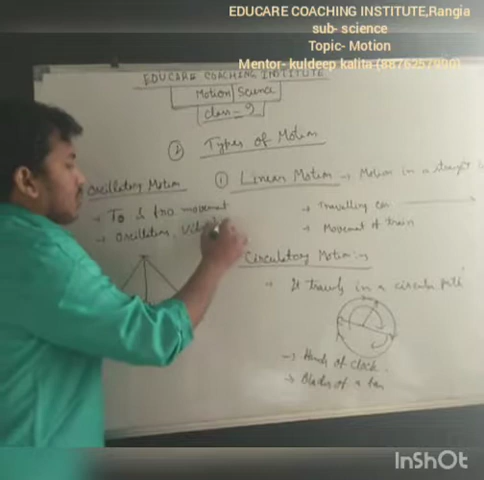 EDUCARE COACHING INSTITUTE,Rangia
sub- science
Topic- Motion
Mentor- kuldeep kalita (8876257990)
EDUCARE COACHING INSTITUTE
Motion | Science
class - 9
Types of Motion
① Linear Motion → Motion in a straight
→ Travelling car
→ Movement of train
Oscillatory Motion
→ To & fro movement
→ Oscillation,
Circulatory Motion :→
It travels in a circular path
→ Hands of clock
→ Blades of a fan
InShOt